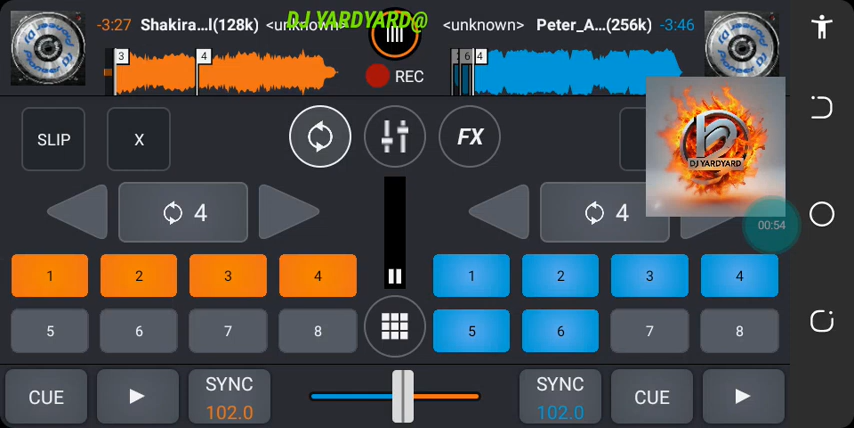 DJ YARDYARD@
-3:27 Shakira...l(128k) <unknown>
<unknown> Peter_A...(256k) -3:46
3 4
6 4
REC
SLIP X FX
DJ YARDYARD
4 4
00:54
1 2 3 4 1 2 3 4
5 6 7 8 5 6 7 8
CUE SYNC SYNC CUE
102.0 102.0